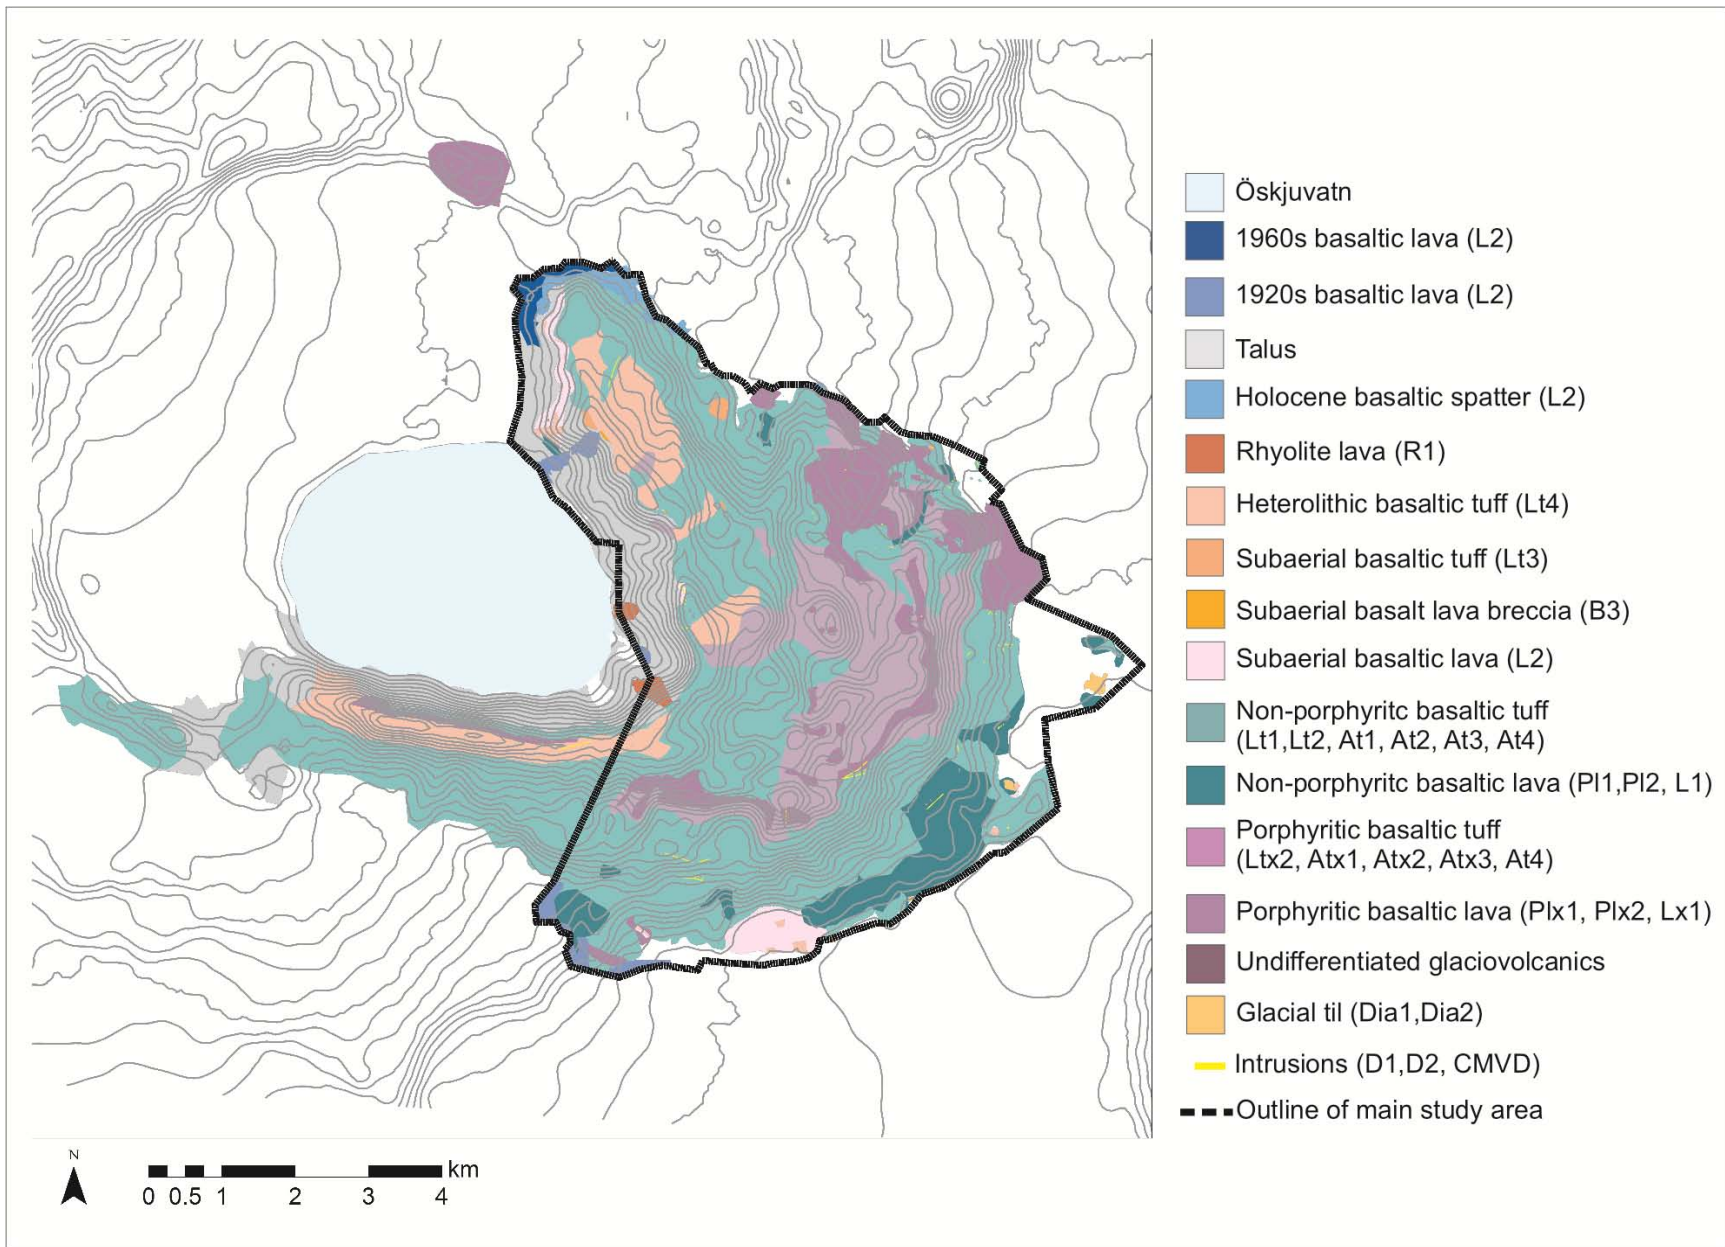 Öskjuvatn
1960s basaltic lava (L2)
1920s basaltic lava (L2)
Talus
Holocene basaltic spatter (L2)
Rhyolite lava (R1)
Heterolithic basaltic tuff (Lt4)
Subaerial basaltic tuff (Lt3)
Subaerial basalt lava breccia (B3)
Subaerial basaltic lava (L2)
Non-porphyritc basaltic tuff
(Lt1,Lt2, At1, At2, At3, At4)
Non-porphyritc basaltic lava (Pl1,Pl2, L1)
Porphyritic basaltic tuff
(Ltx2, Atx1, Atx2, Atx3, At4)
Porphyritic basaltic lava (Plx1, Plx2, Lx1)
Undifferentiated glaciovolcanics
Glacial til (Dia1,Dia2)
Intrusions (D1,D2, CMVD)
Outline of main study area
N
km
0 0.5 1 2 3 4